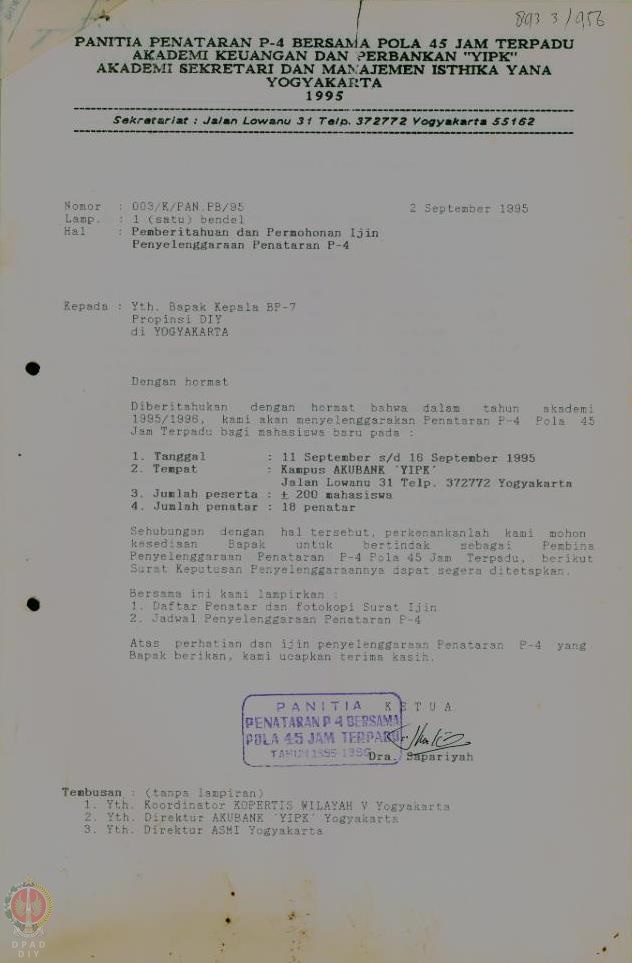 893 3/956
PANITIA PENATARAN P-4 BERSAMA POLA 45 JAM TERPADU
AKADEMI KEUANGAN DAN PERBANKAN "YIPK"
AKADEMI SEKRETARI DAN MANAJEMEN ISTHIKA YANA
YOGYAKARTA
1995
Sekretariat : Jalan Lowanu 31 Telp. 372772 Yogyakarta 55162
Nomor : 003/K/PAN.PB/95 2 September 1995
Lamp. : 1 (satu) bendel
Hal : Pemberitahuan dan Permohonan Ijin
Penyelenggaraan Penataran P-4
Kepada : Yth. Bapak Kepala BP-7
Propinsi DIY
di YOGYAKARTA
Dengan hormat
Diberitahukan dengan hormat bahwa dalam tahun akademi
1995/1996, kami akan menyelenggarakan Penataran P-4 Pola 45
Jam Terpadu bagi mahasiswa baru pada :
1. Tanggal : 11 September s/d 16 September 1995
2. Tempat : Kampus AKUBANK 'YIPK'
Jalan Lowanu 31 Telp. 372772 Yogyakarta
3. Jumlah peserta : ± 200 mahasiswa
4. Jumlah penatar : 18 penatar
Sehubungan dengan hal tersebut, perkenankanlah kami mohon
kesediaan Bapak untuk bertindak sebagai Pembina
Penyelenggaraan Penataran P-4 Pola 45 Jam Terpadu, berikut
Surat Keputusan Penyelenggaraannya dapat segera ditetapkan.
Bersama ini kami lampirkan :
1. Daftar Penatar dan fotokopi Surat Ijin
2. Jadwal Penyelenggaraan Penataran P-4
Atas perhatian dan ijin penyelenggaraan Penataran P-4 yang
Bapak berikan, kami ucapkan terima kasih.
K E T U A
PANITIA
PENATARAN P 4 BERSAMA
POLA 45 JAM TERPADU
TAHUN 1995-1996
Dra. Sapariyah
Tembusan : (tanpa lampiran)
1. Yth. Koordinator KOPERTIS WILAYAH V Yogyakarta
2. Yth. Direktur AKUBANK 'YIPK' Yogyakarta
3. Yth. Direktur ASMI Yogyakarta
DPAD
DIY